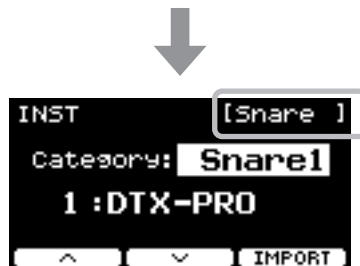 INST [Snare ]
Category: Snare1
1 :DTX-PRO
IMPORT